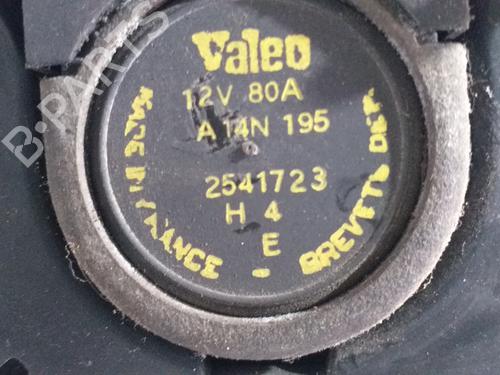 Valeo
12V 80A
A 14N 195
2541723
H 4
E
MADE IN FRANCE - BREVETS DEP.
B-PARTS